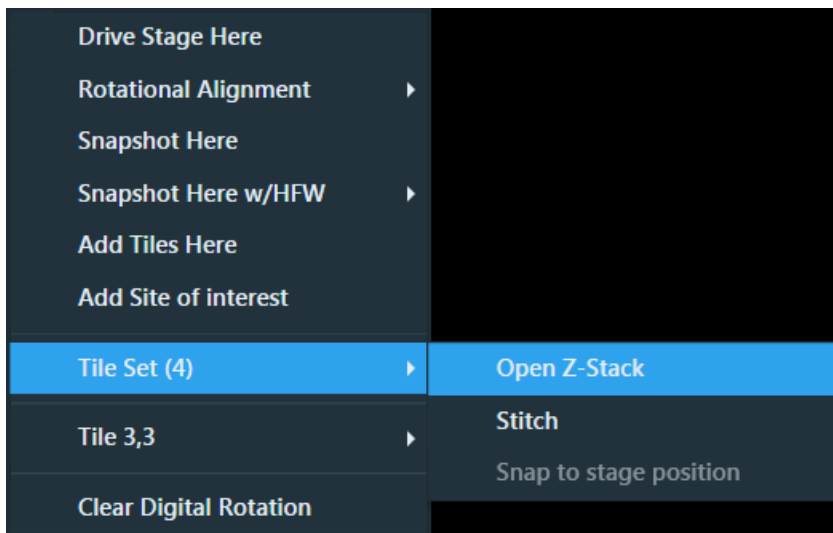 Drive Stage Here
Rotational Alignment
Snapshot Here
Snapshot Here w/HFW
Add Tiles Here
Add Site of interest
Tile Set (4)
Open Z-Stack
Stitch
Snap to stage position
Tile 3,3
Clear Digital Rotation